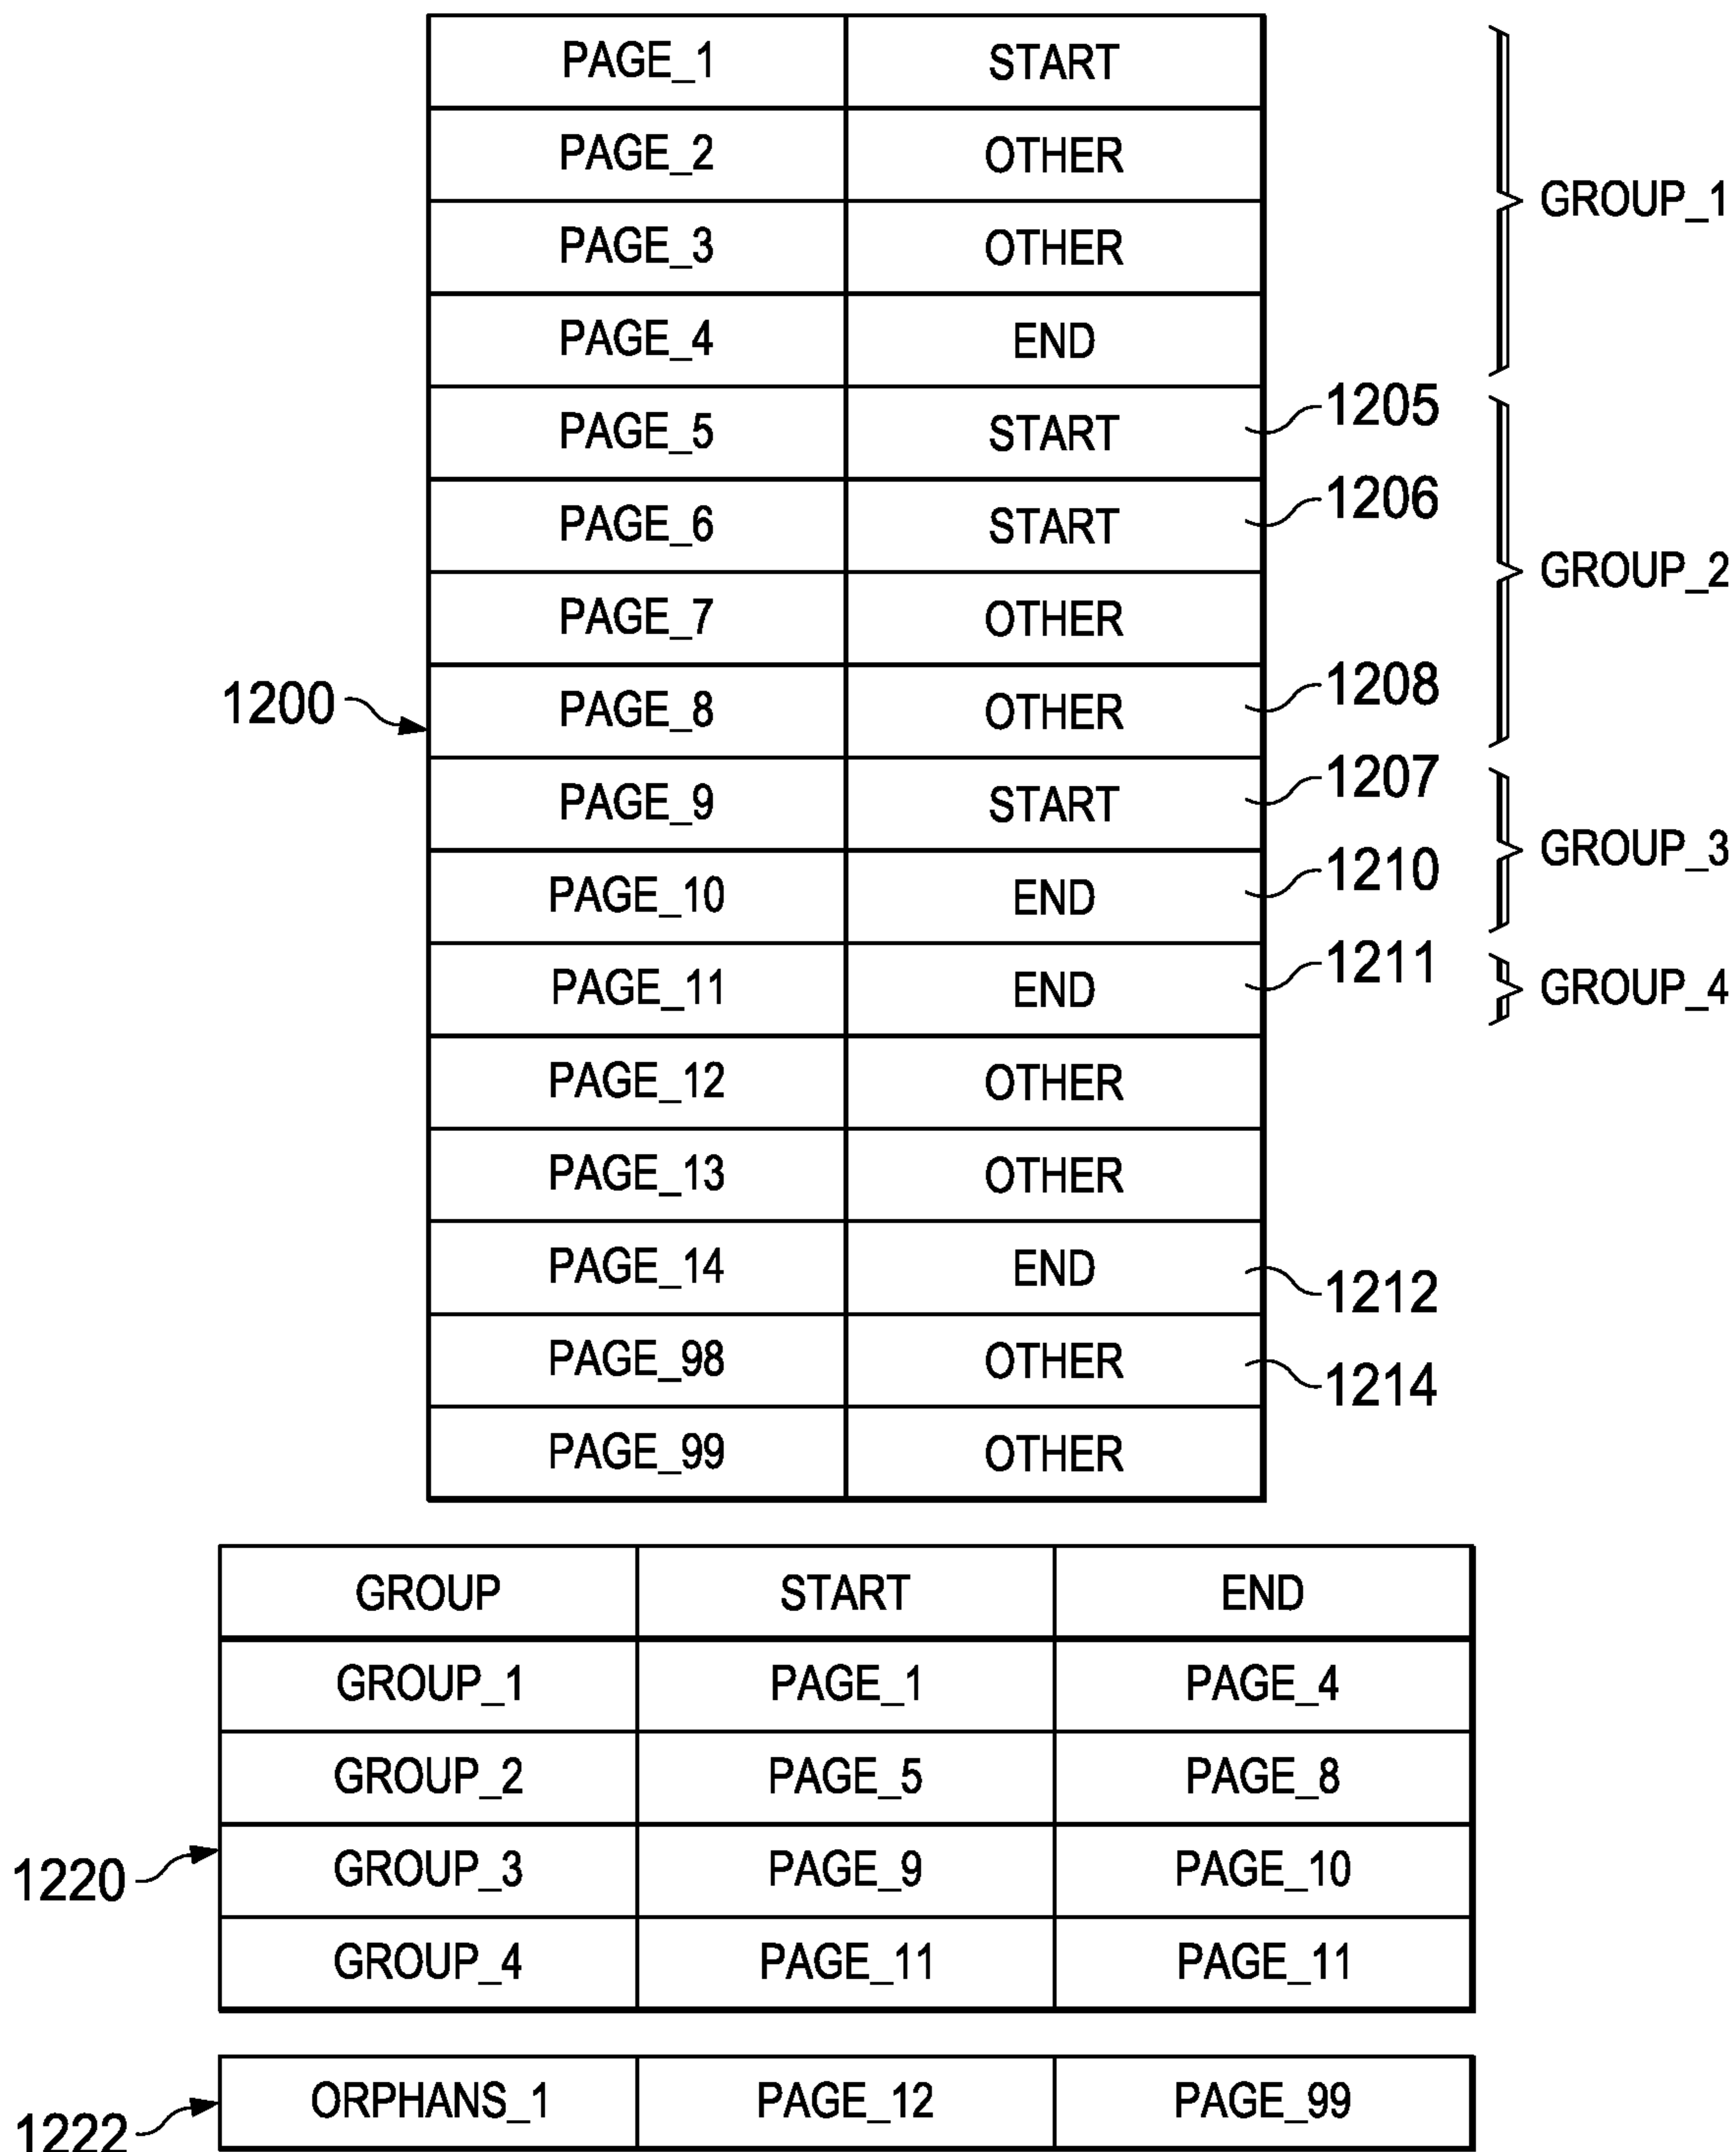 PAGE_1 START
PAGE_2 OTHER
GROUP_1
PAGE_3 OTHER
PAGE_4 END
1205
PAGE_5 START
1206
PAGE_6 START
GROUP_2
PAGE_7 OTHER
1208
1200
PAGE_8 OTHER
1207
PAGE_9 START
GROUP_3
1210
PAGE_10 END
1211
PAGE_11 END
GROUP_4
PAGE_12 OTHER
PAGE_13 OTHER
PAGE_14 END
1212
PAGE_98 OTHER
1214
PAGE_99 OTHER
GROUP START END
GROUP_1 PAGE_1 PAGE_4
GROUP_2 PAGE_5 PAGE_8
1220
GROUP_3 PAGE_9 PAGE_10
GROUP_4 PAGE_11 PAGE_11
ORPHANS_1 PAGE_12 PAGE_99
1222